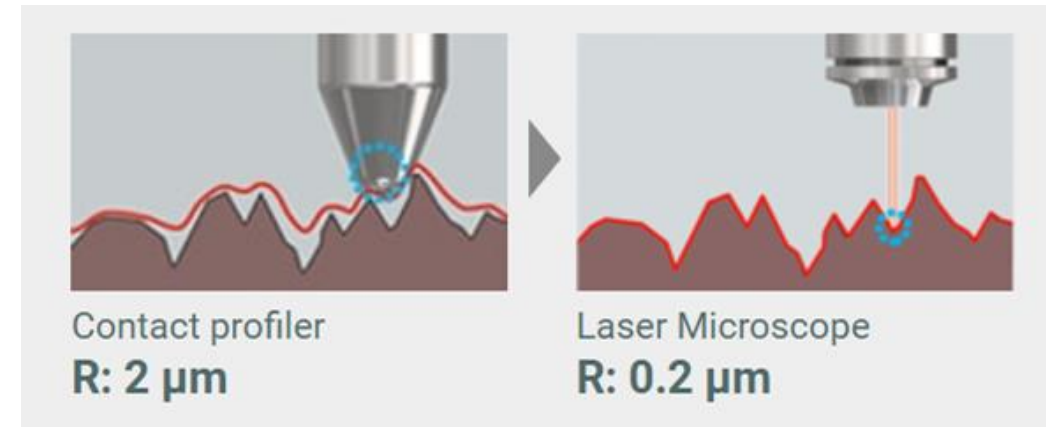 Contact profiler
R: 2 μm
Laser Microscope
R: 0.2 μm